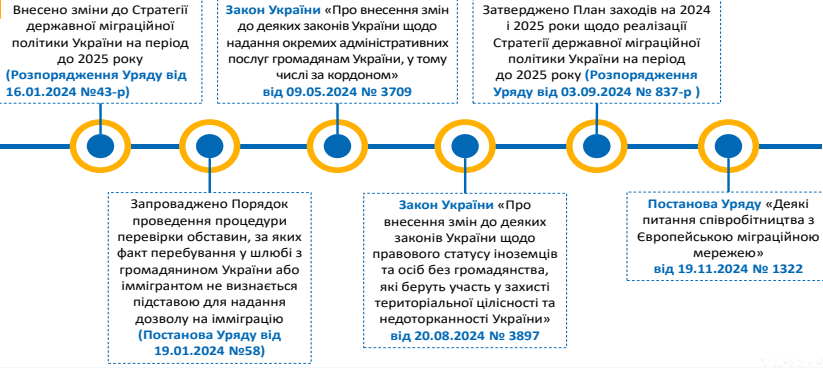 Внесено зміни до Стратегії
державної міграційної
політики України на період
до 2025 року
(Розпорядження Уряду від
16.01.2024 №43-р)
Закон України «Про внесення змін
до деяких законів України щодо
надання окремих адміністративних
послуг громадянам України, у тому
числі за кордоном»
від 09.05.2024 № 3709
Затверджено План заходів на 2024
і 2025 роки щодо реалізації
Стратегії державної міграційної
політики України на період
до 2025 року (Розпорядження
Уряду від 03.09.2024 № 837-р )
Запроваджено Порядок
проведення процедури
перевірки обставин, за яких
факт перебування у шлюбі з
громадянином України або
іммігрантом не визнається
підставою для надання
дозволу на імміграцію
(Постанова Уряду від
19.01.2024 №58)
Закон України «Про
внесення змін до деяких
законів України щодо
правового статусу іноземців
та осіб без громадянства,
які беруть участь у захисті
територіальної цілісності та
недоторканності України»
від 20.08.2024 № 3897
Постанова Уряду «Деякі
питання співробітництва з
Європейською міграційною
мережею»
від 19.11.2024 № 1322